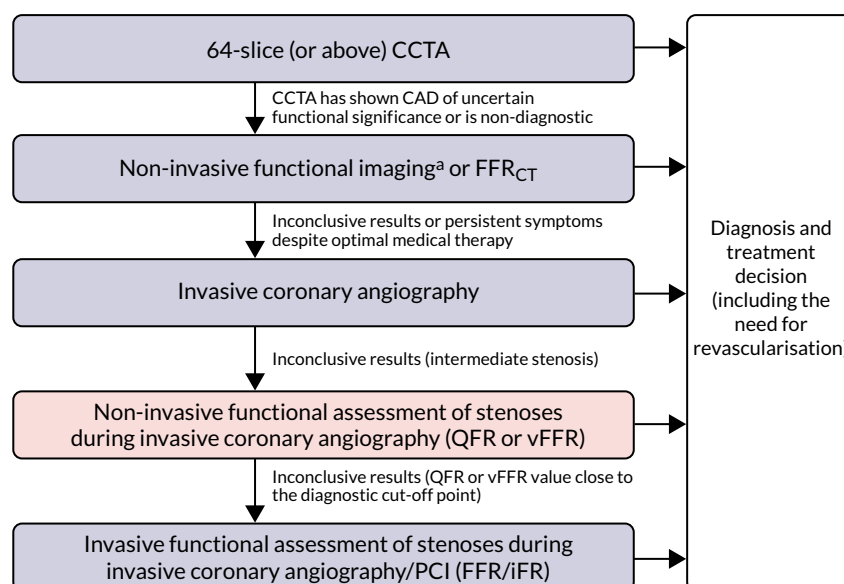 64-slice (or above) CCTA
CCTA has shown CAD of uncertain
functional significance or is non-diagnostic
Non-invasive functional imagingᵃ or FFR_CT
Inconclusive results or persistent symptoms
despite optimal medical therapy
Invasive coronary angiography
Inconclusive results (intermediate stenosis)
Non-invasive functional assessment of stenoses
during invasive coronary angiography (QFR or vFFR)
Inconclusive results (QFR or vFFR value close to
the diagnostic cut-off point)
Invasive functional assessment of stenoses during
invasive coronary angiography/PCI (FFR/iFR)
Diagnosis and
treatment
decision
(including the
need for
revascularisation)